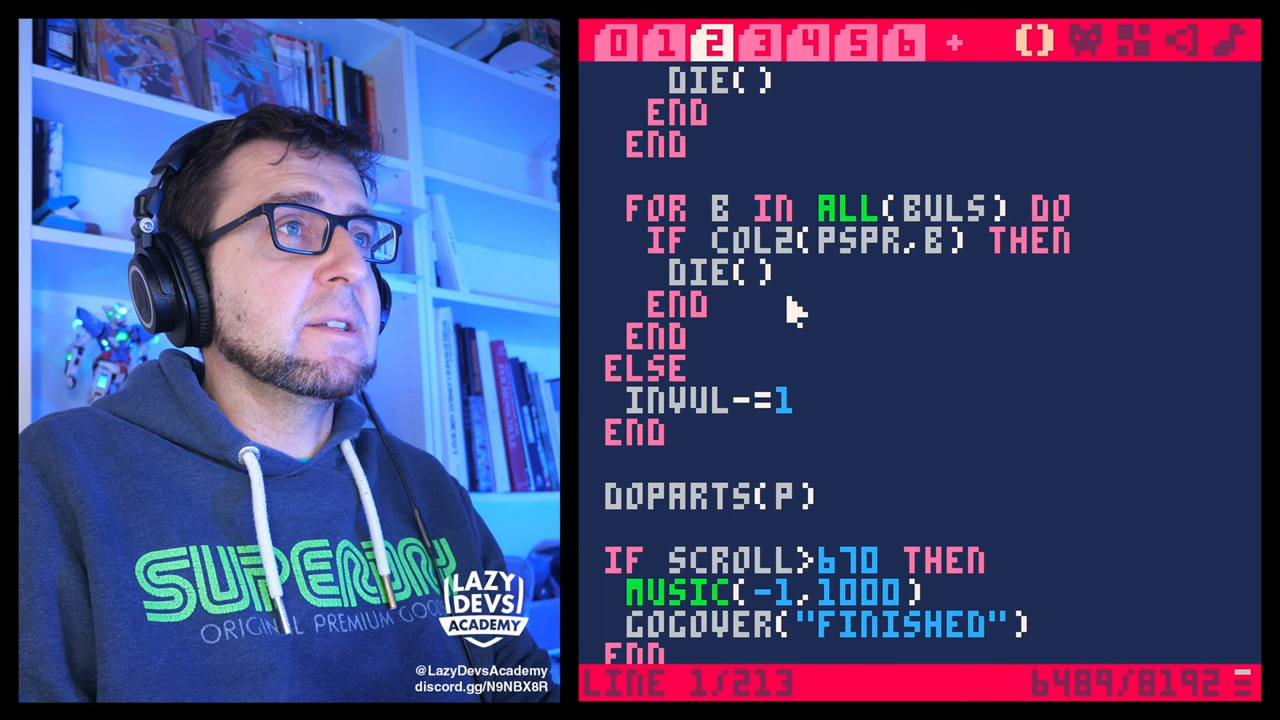 0 1 2 3 4 5 6 + ()
DIE()
END
END
FOR B IN ALL(BULS) DO
IF COL2(PSPR,B) THEN
DIE()
END
END
ELSE
INVUL-=1
END
DOPARTS(P)
IF SCROLL>670 THEN
MUSIC(-1,1000)
GOGOVER("FINISHED")
END
LINE 1/213 6489/8192
SUPERDRY
ORIGINAL PREMIUM GOO
LAZY
DEVS
ACADEMY
@LazyDevsAcademy
discord.gg/N9NBX8R